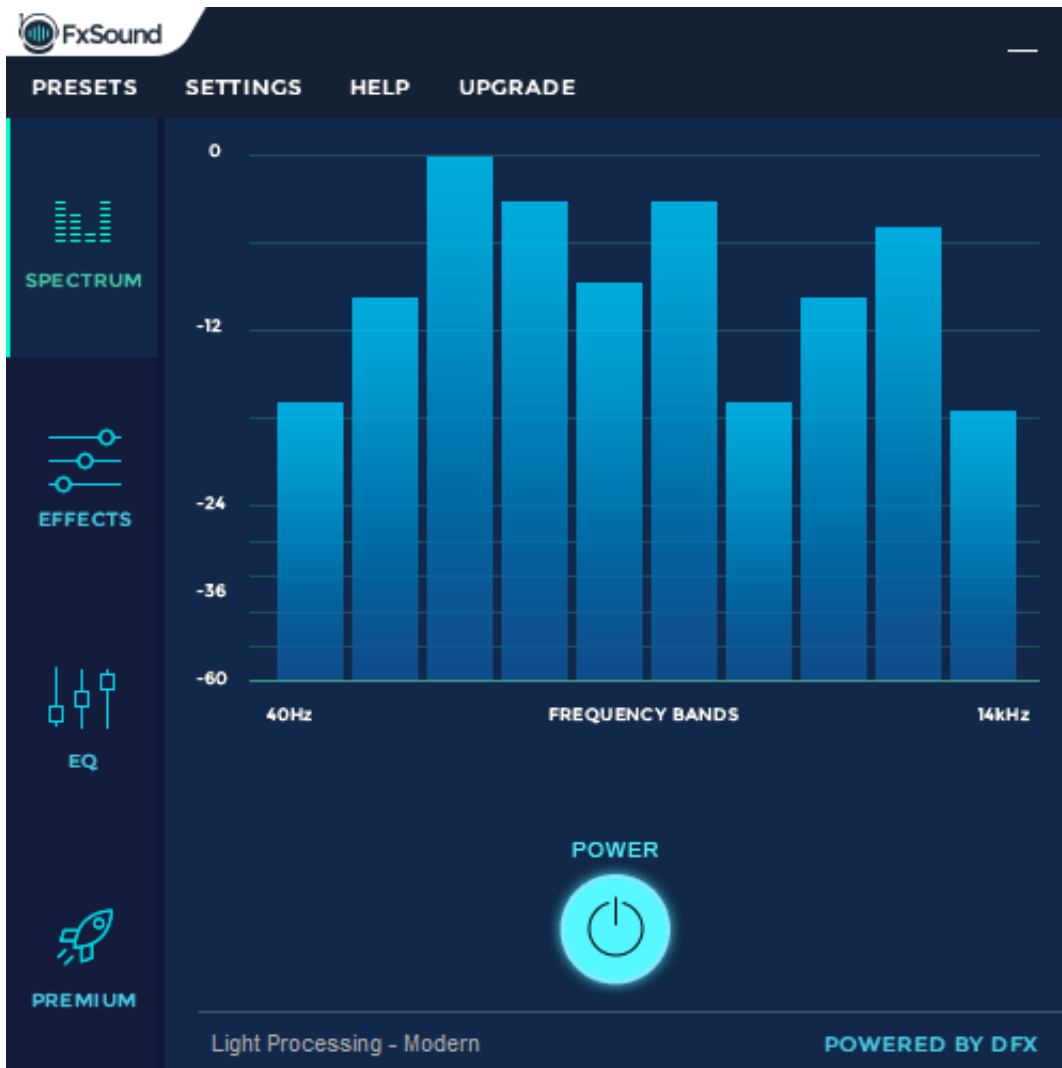 FxSound
PRESETS SETTINGS HELP UPGRADE
SPECTRUM
EFFECTS
EQ
PREMIUM
0
-12
-24
-36
-60
40Hz FREQUENCY BANDS 14kHz
POWER
Light Processing - Modern POWERED BY DFX